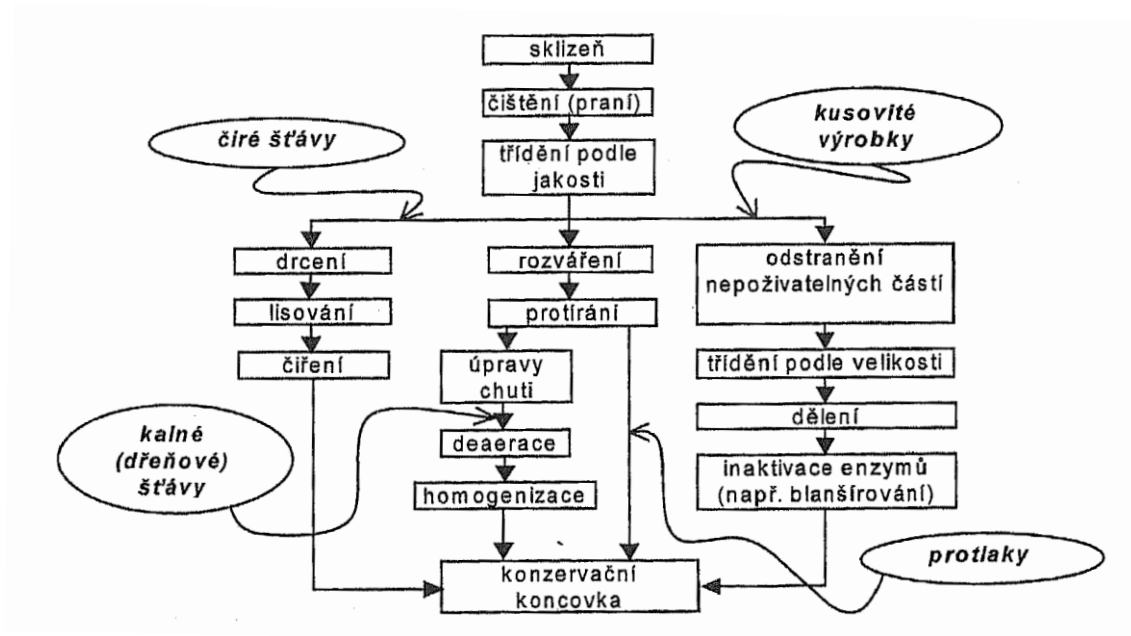 sklizeň
čištění (praní)
třídění podle
jakosti
čiré šťávy
kusovité
výrobky
drcení
lisování
čiření
rozváření
protírání
úpravy
chuti
deaerace
homogenizace
odstranění
nepoživatelných částí
třídění podle velikosti
dělení
inaktivace enzymů
(např. blanšírování)
kalné
(dřeňové)
šťávy
protlaky
konzervační
koncovka